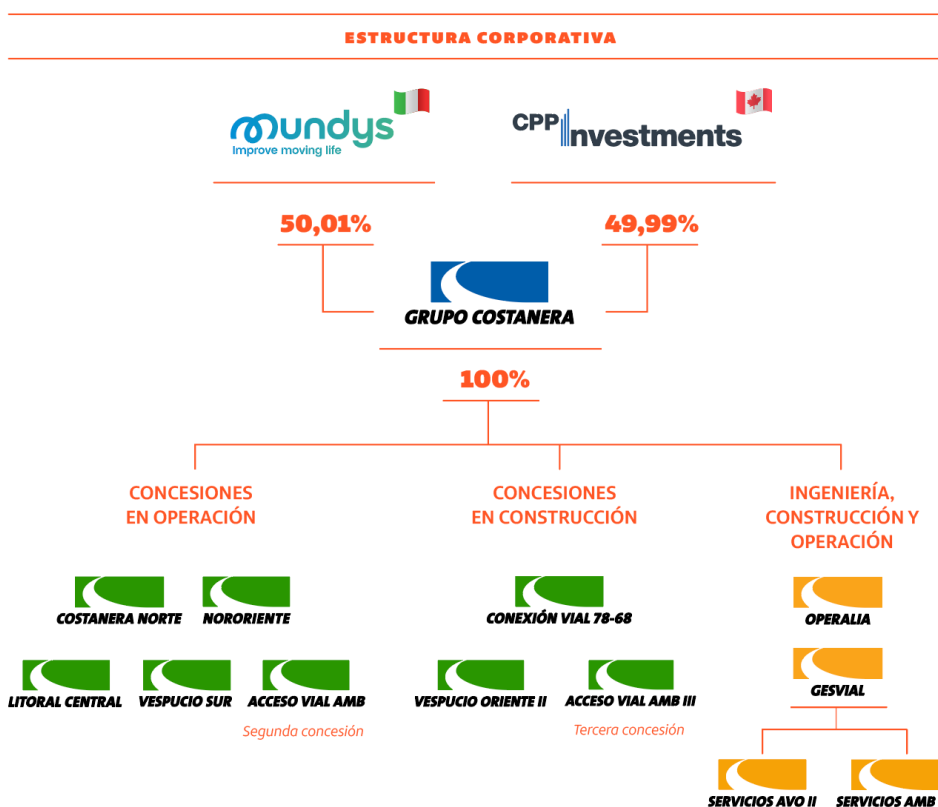 ESTRUCTURA CORPORATIVA
mundys
Improve moving life
CPP Investments
50,01%
49,99%
GRUPO COSTANERA
100%
CONCESIONES
EN OPERACIÓN
CONCESIONES
EN CONSTRUCCIÓN
INGENIERÍA,
CONSTRUCCIÓN Y
OPERACIÓN
COSTANERA NORTE
NORORIENTE
CONEXIÓN VIAL 78-68
OPERALIA
LITORAL CENTRAL
VESPUCIO SUR
ACCESO VIAL AMB
Segunda concesión
VESPUCIO ORIENTE II
ACCESO VIAL AMB III
Tercera concesión
GESVIAL
SERVICIOS AVO II
SERVICIOS AMB